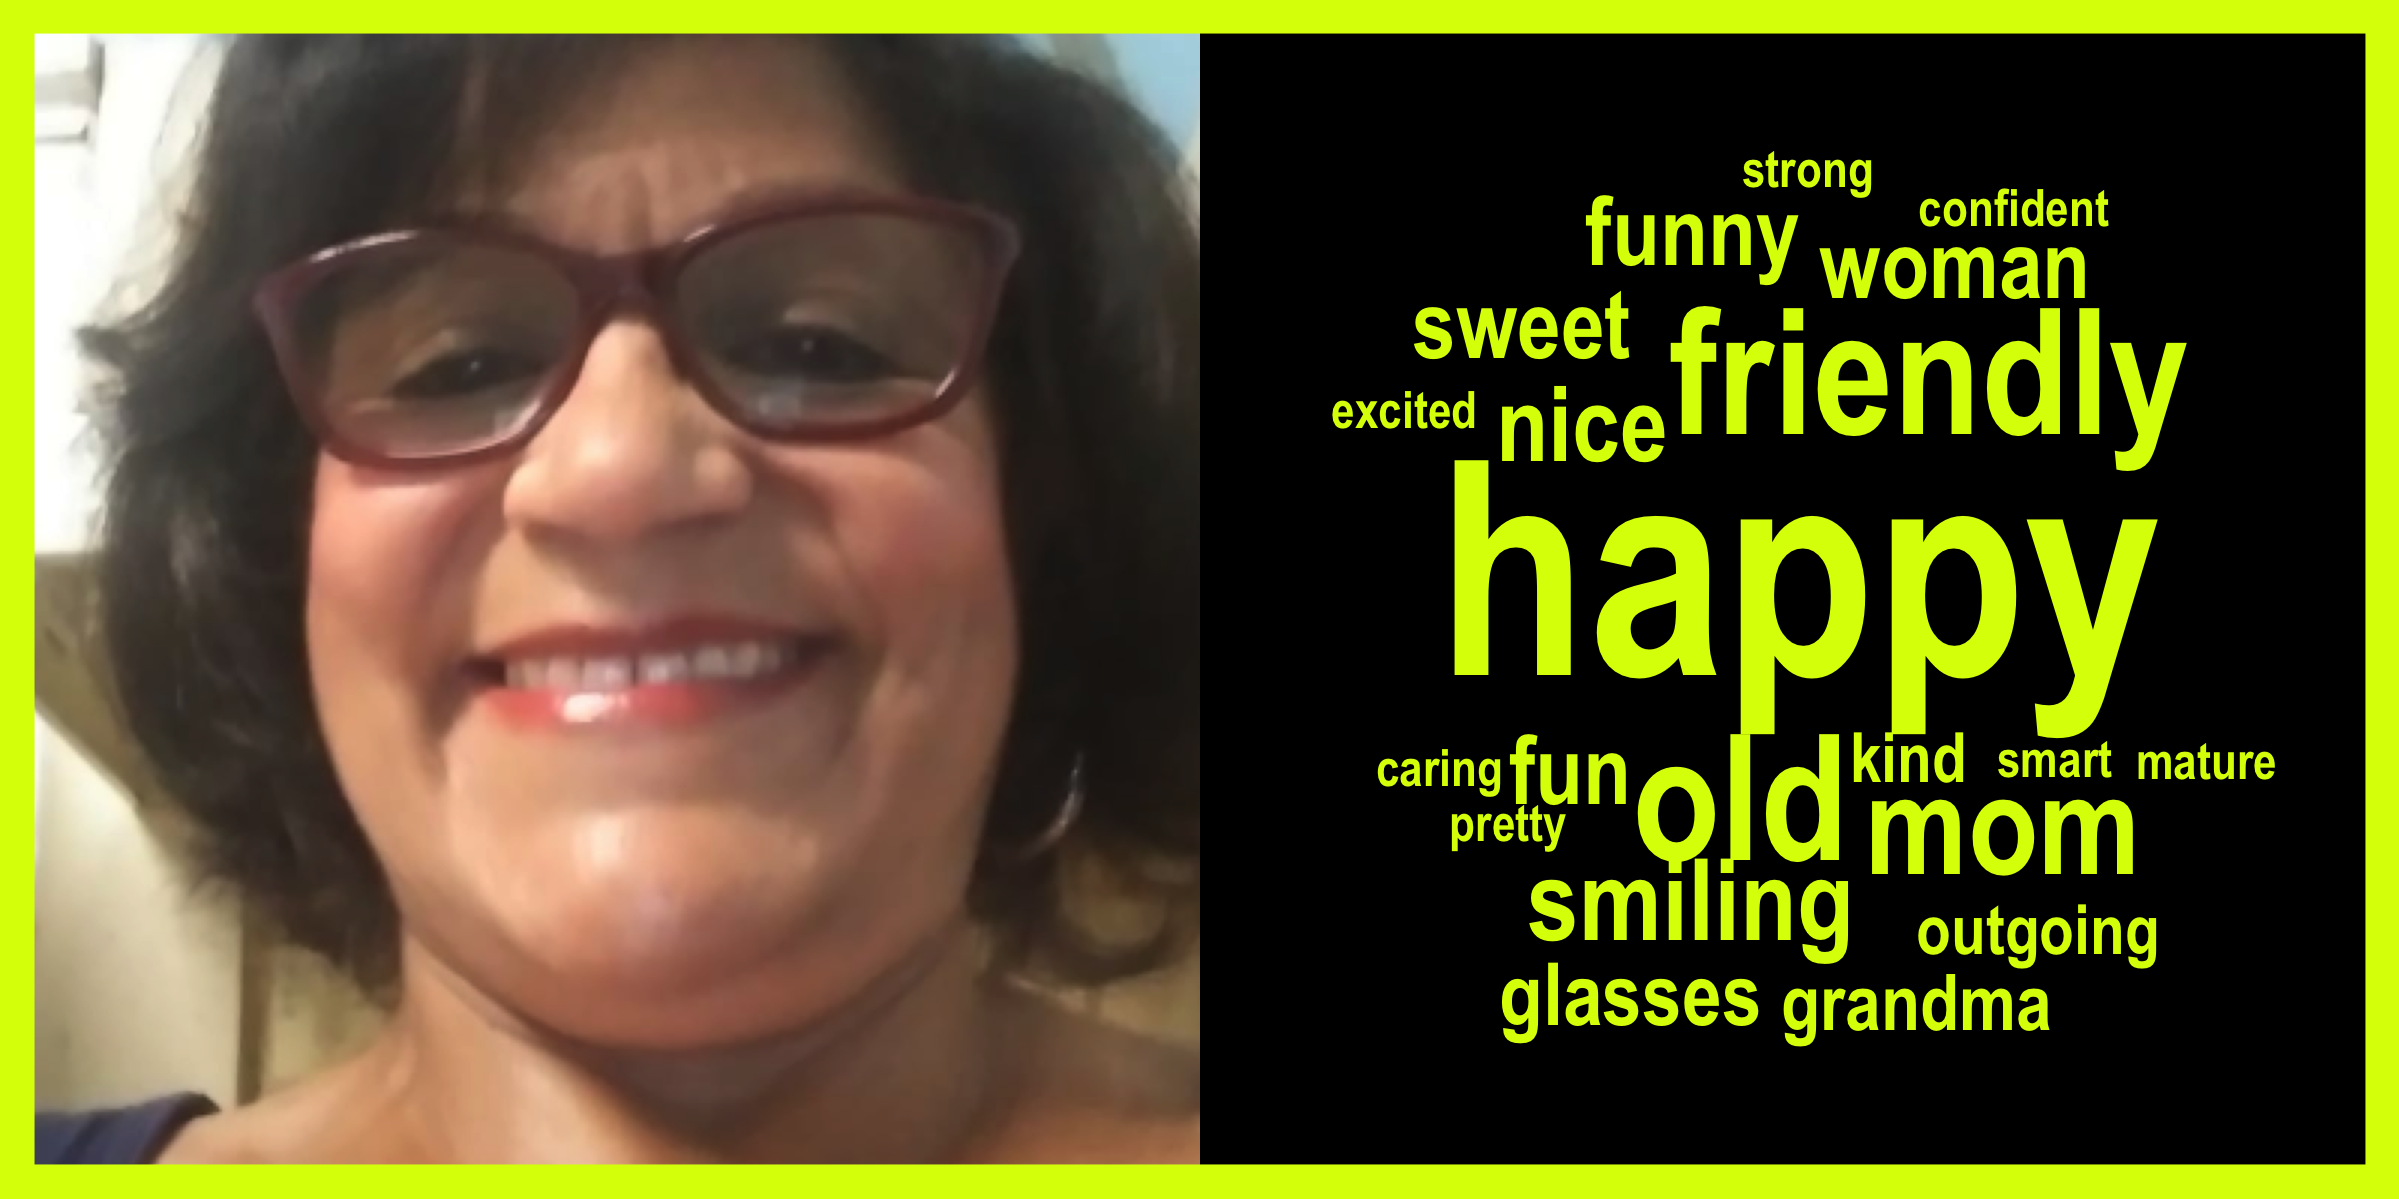 strong
funny confident
woman
sweet friendly
excited nice
happy
caring fun old kind smart mature
pretty mom
smiling outgoing
glasses grandma